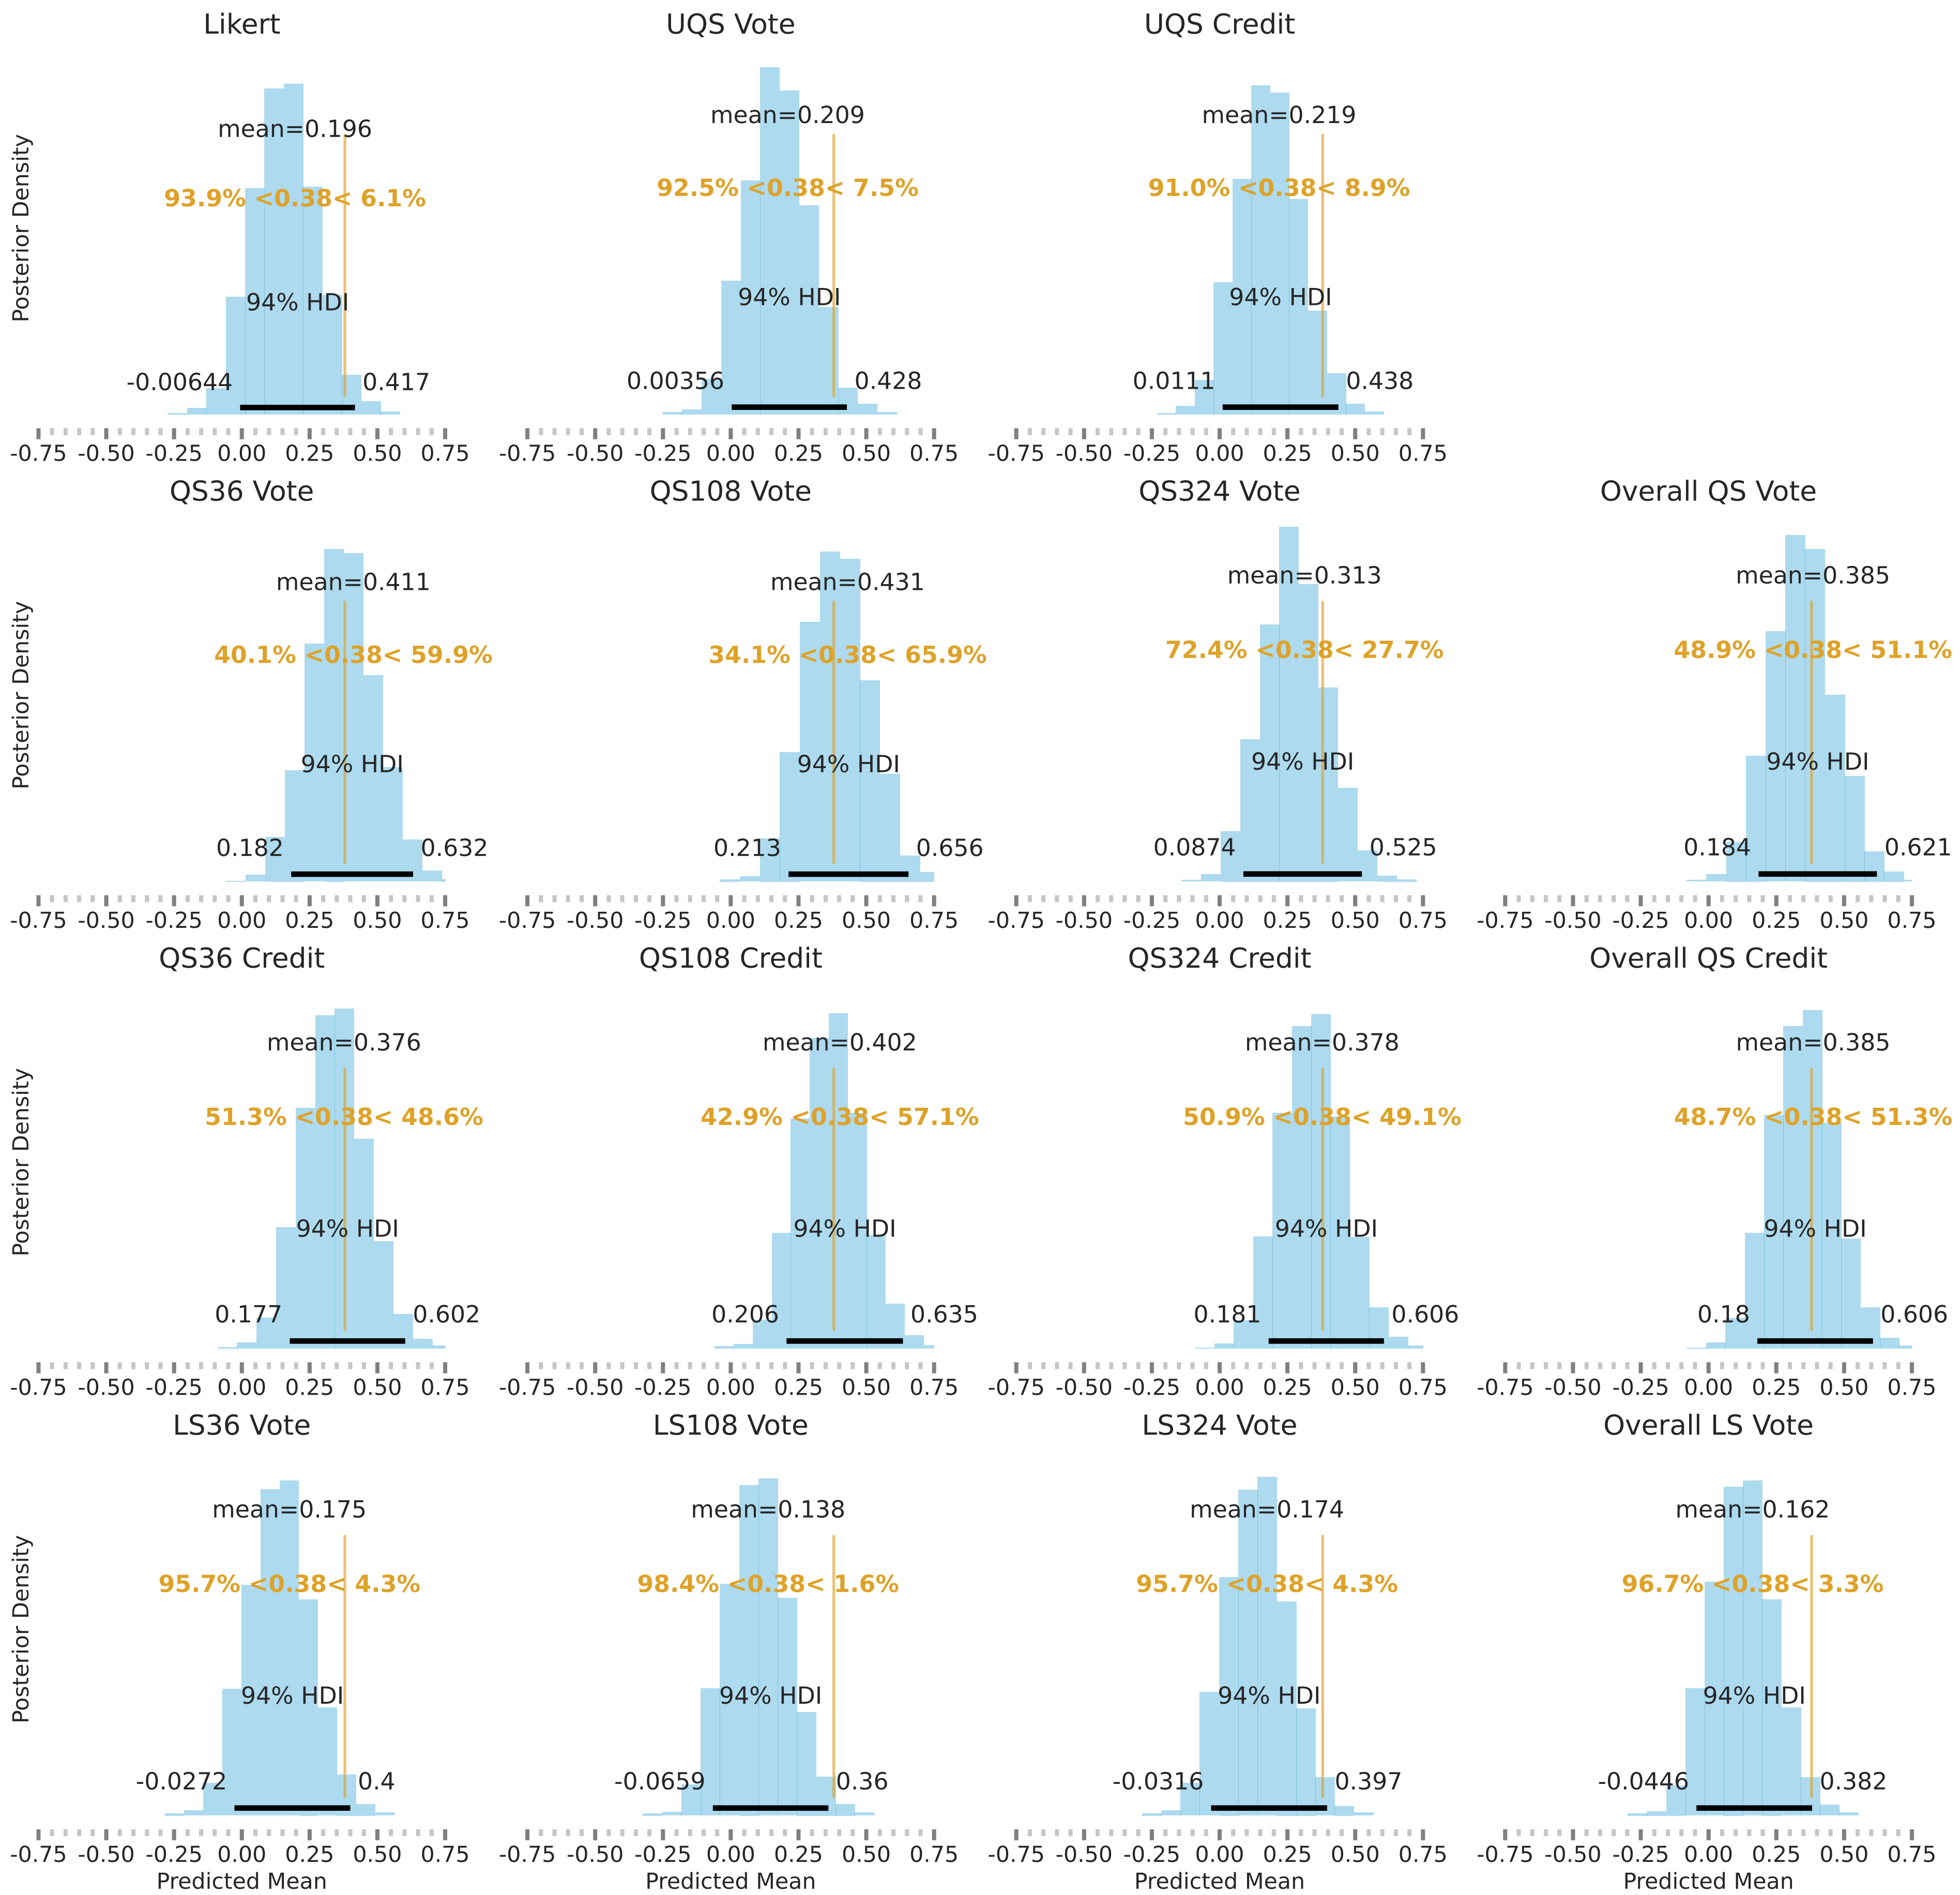 Likert
UQS Vote
UQS Credit
Posterior Density
mean=0.196
93.9% <0.38< 6.1%
94% HDI
-0.00644
0.417
-0.75 -0.50 -0.25 0.00 0.25 0.50 0.75
mean=0.209
92.5% <0.38< 7.5%
94% HDI
0.00356
0.428
-0.75 -0.50 -0.25 0.00 0.25 0.50 0.75
mean=0.219
91.0% <0.38< 8.9%
94% HDI
0.0111
0.438
-0.75 -0.50 -0.25 0.00 0.25 0.50 0.75
QS36 Vote
QS108 Vote
QS324 Vote
Overall QS Vote
Posterior Density
mean=0.411
40.1% <0.38< 59.9%
94% HDI
0.182
0.632
-0.75 -0.50 -0.25 0.00 0.25 0.50 0.75
mean=0.431
34.1% <0.38< 65.9%
94% HDI
0.213
0.656
-0.75 -0.50 -0.25 0.00 0.25 0.50 0.75
mean=0.313
72.4% <0.38< 27.7%
94% HDI
0.0874
0.525
-0.75 -0.50 -0.25 0.00 0.25 0.50 0.75
mean=0.385
48.9% <0.38< 51.1%
94% HDI
0.184
0.621
-0.75 -0.50 -0.25 0.00 0.25 0.50 0.75
QS36 Credit
QS108 Credit
QS324 Credit
Overall QS Credit
Posterior Density
mean=0.376
51.3% <0.38< 48.6%
94% HDI
0.177
0.602
-0.75 -0.50 -0.25 0.00 0.25 0.50 0.75
mean=0.402
42.9% <0.38< 57.1%
94% HDI
0.206
0.635
-0.75 -0.50 -0.25 0.00 0.25 0.50 0.75
mean=0.378
50.9% <0.38< 49.1%
94% HDI
0.181
0.606
-0.75 -0.50 -0.25 0.00 0.25 0.50 0.75
mean=0.385
48.7% <0.38< 51.3%
94% HDI
0.18
0.606
-0.75 -0.50 -0.25 0.00 0.25 0.50 0.75
LS36 Vote
LS108 Vote
LS324 Vote
Overall LS Vote
Posterior Density
mean=0.175
95.7% <0.38< 4.3%
94% HDI
-0.0272
0.4
-0.75 -0.50 -0.25 0.00 0.25 0.50 0.75
Predicted Mean
mean=0.138
98.4% <0.38< 1.6%
94% HDI
-0.0659
0.36
-0.75 -0.50 -0.25 0.00 0.25 0.50 0.75
Predicted Mean
mean=0.174
95.7% <0.38< 4.3%
94% HDI
-0.0316
0.397
-0.75 -0.50 -0.25 0.00 0.25 0.50 0.75
Predicted Mean
mean=0.162
96.7% <0.38< 3.3%
94% HDI
-0.0446
0.382
-0.75 -0.50 -0.25 0.00 0.25 0.50 0.75
Predicted Mean